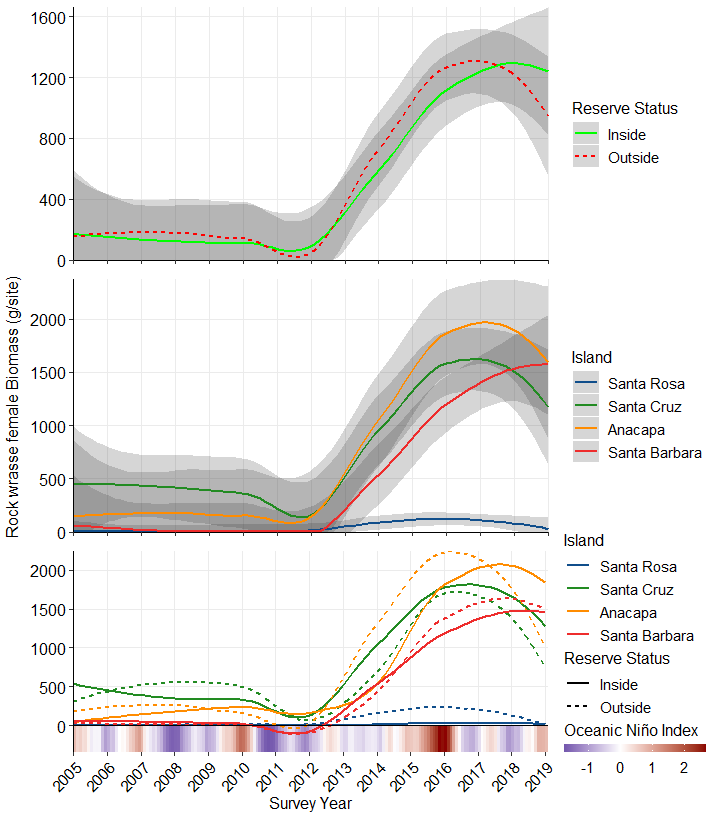 Rock wrasse female Biomass (g/site)
1600
1200
800
400
0
Reserve Status
Inside
Outside
2000
1500
1000
500
0
Island
Santa Rosa
Santa Cruz
Anacapa
Santa Barbara
2000
1500
1000
500
0
Island
Santa Rosa
Santa Cruz
Anacapa
Santa Barbara
Reserve Status
Inside
Outside
Oceanic Niño Index
-1 0 1 2
2005 2006 2007 2008 2009 2010 2011 2012 2013 2014 2015 2016 2017 2018 2019
Survey Year